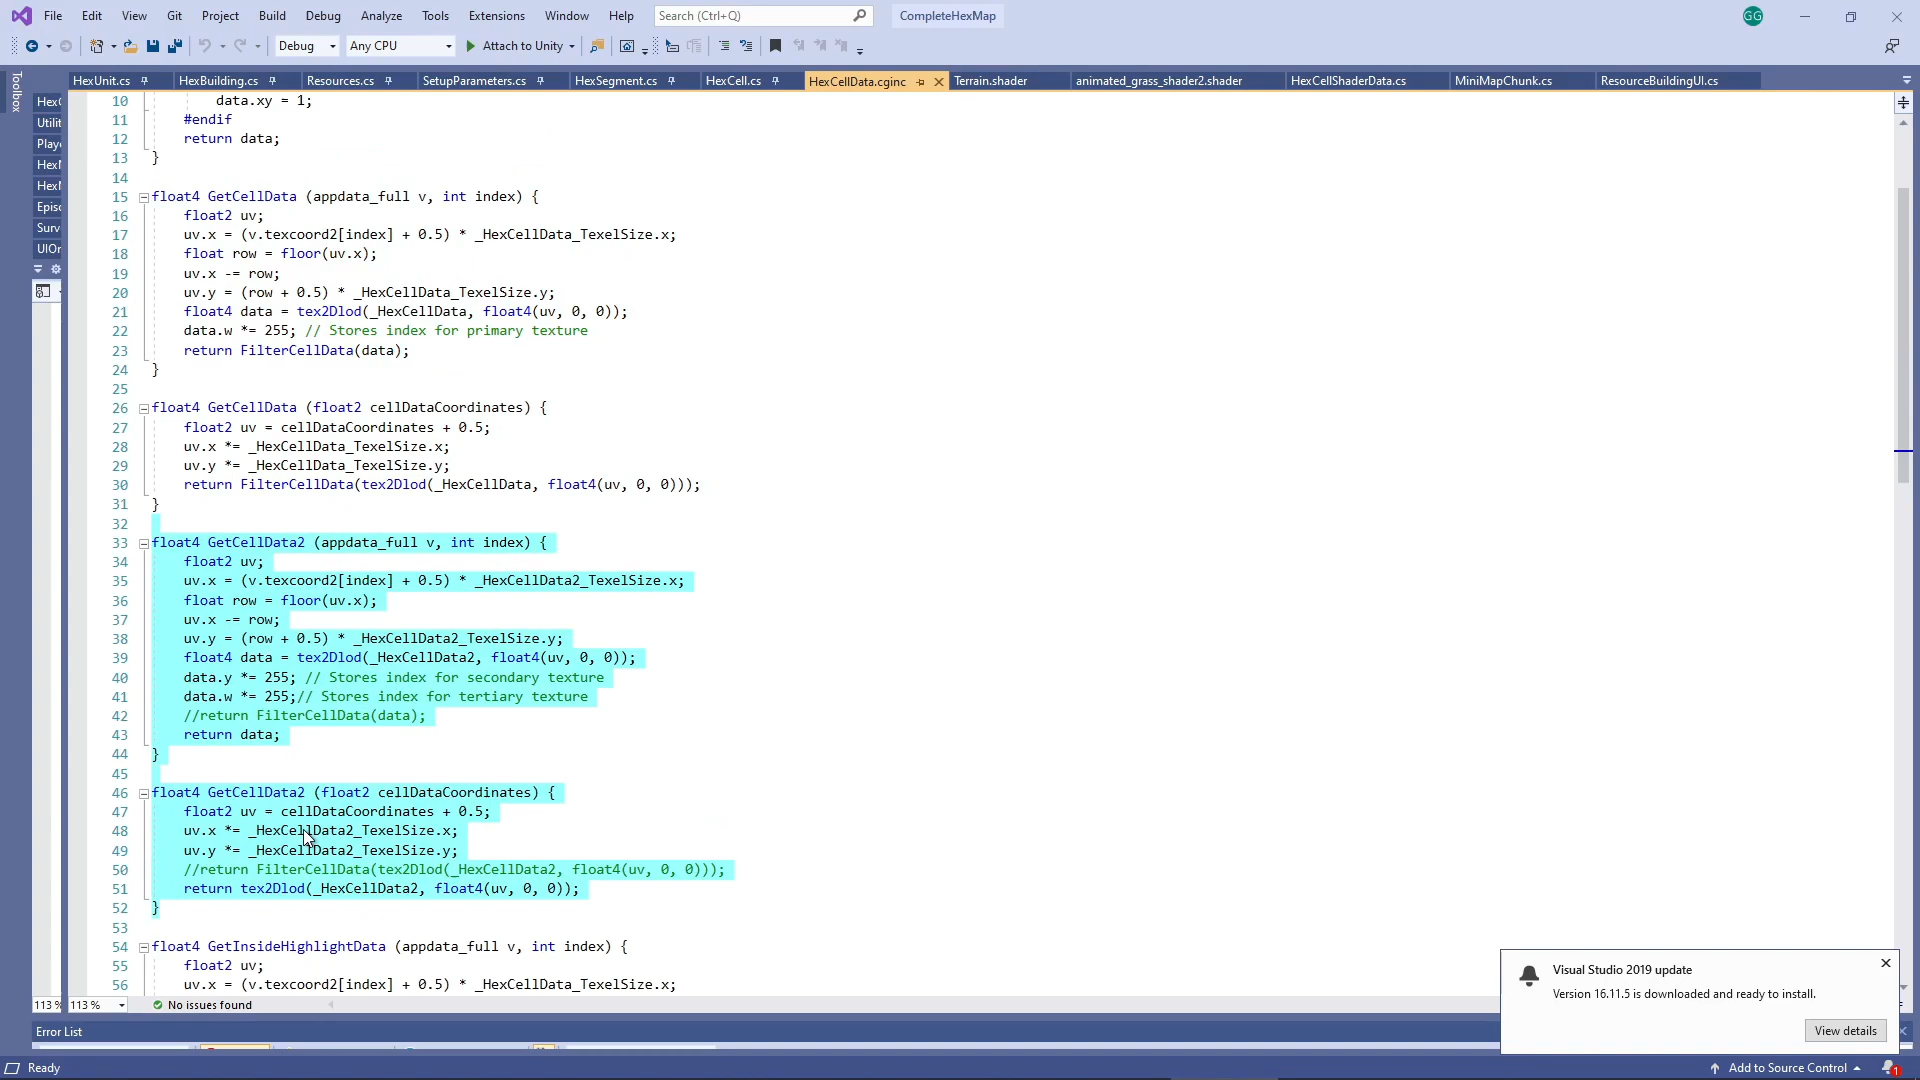 File Edit View Git Project Build Debug Analyze Tools Extensions Window Help Search (Ctrl+Q) CompleteHexMap GG
Debug Any CPU Attach to Unity
Toolbox
HexUnit.cs HexBuilding.cs Resources.cs SetupParameters.cs HexSegment.cs HexCell.cs HexCellData.cginc Terrain.shader animated_grass_shader2.shader HexCellShaderData.cs MiniMapChunk.cs ResourceBuildingUI.cs
Utilit
Play
Episo
Surv
UIOr
10 data.xy = 1;
11 #endif
12 return data;
13 }
14
15 float4 GetCellData (appdata_full v, int index) {
16 float2 uv;
17 uv.x = (v.texcoord2[index] + 0.5) * _HexCellData_TexelSize.x;
18 float row = floor(uv.x);
19 uv.x -= row;
20 uv.y = (row + 0.5) * _HexCellData_TexelSize.y;
21 float4 data = tex2Dlod(_HexCellData, float4(uv, 0, 0));
22 data.w *= 255; // Stores index for primary texture
23 return FilterCellData(data);
24 }
25
26 float4 GetCellData (float2 cellDataCoordinates) {
27 float2 uv = cellDataCoordinates + 0.5;
28 uv.x *= _HexCellData_TexelSize.x;
29 uv.y *= _HexCellData_TexelSize.y;
30 return FilterCellData(tex2Dlod(_HexCellData, float4(uv, 0, 0)));
31 }
32
33 float4 GetCellData2 (appdata_full v, int index) {
34 float2 uv;
35 uv.x = (v.texcoord2[index] + 0.5) * _HexCellData2_TexelSize.x;
36 float row = floor(uv.x);
37 uv.x -= row;
38 uv.y = (row + 0.5) * _HexCellData2_TexelSize.y;
39 float4 data = tex2Dlod(_HexCellData2, float4(uv, 0, 0));
40 data.y *= 255; // Stores index for secondary texture
41 data.w *= 255;// Stores index for tertiary texture
42 //return FilterCellData(data);
43 return data;
44 }
45
46 float4 GetCellData2 (float2 cellDataCoordinates) {
47 float2 uv = cellDataCoordinates + 0.5;
48 uv.x *= _HexCellData2_TexelSize.x;
49 uv.y *= _HexCellData2_TexelSize.y;
50 //return FilterCellData(tex2Dlod(_HexCellData2, float4(uv, 0, 0)));
51 return tex2Dlod(_HexCellData2, float4(uv, 0, 0));
52 }
53
54 float4 GetInsideHighlightData (appdata_full v, int index) {
55 float2 uv;
56 uv.x = (v.texcoord2[index] + 0.5) * _HexCellData_TexelSize.x;
113 % 113 % No issues found
Error List
Visual Studio 2019 update
Version 16.11.5 is downloaded and ready to install.
View details
Ready Add to Source Control 1